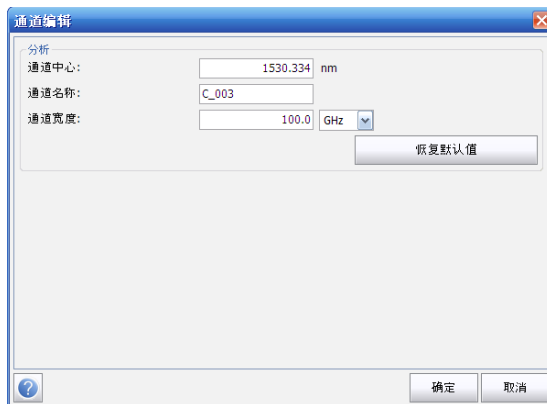 通道编辑
分析
通道中心: 1530.334 nm
通道名称: C_003
通道宽度: 100.0 GHz
恢复默认值
? 确定 取消